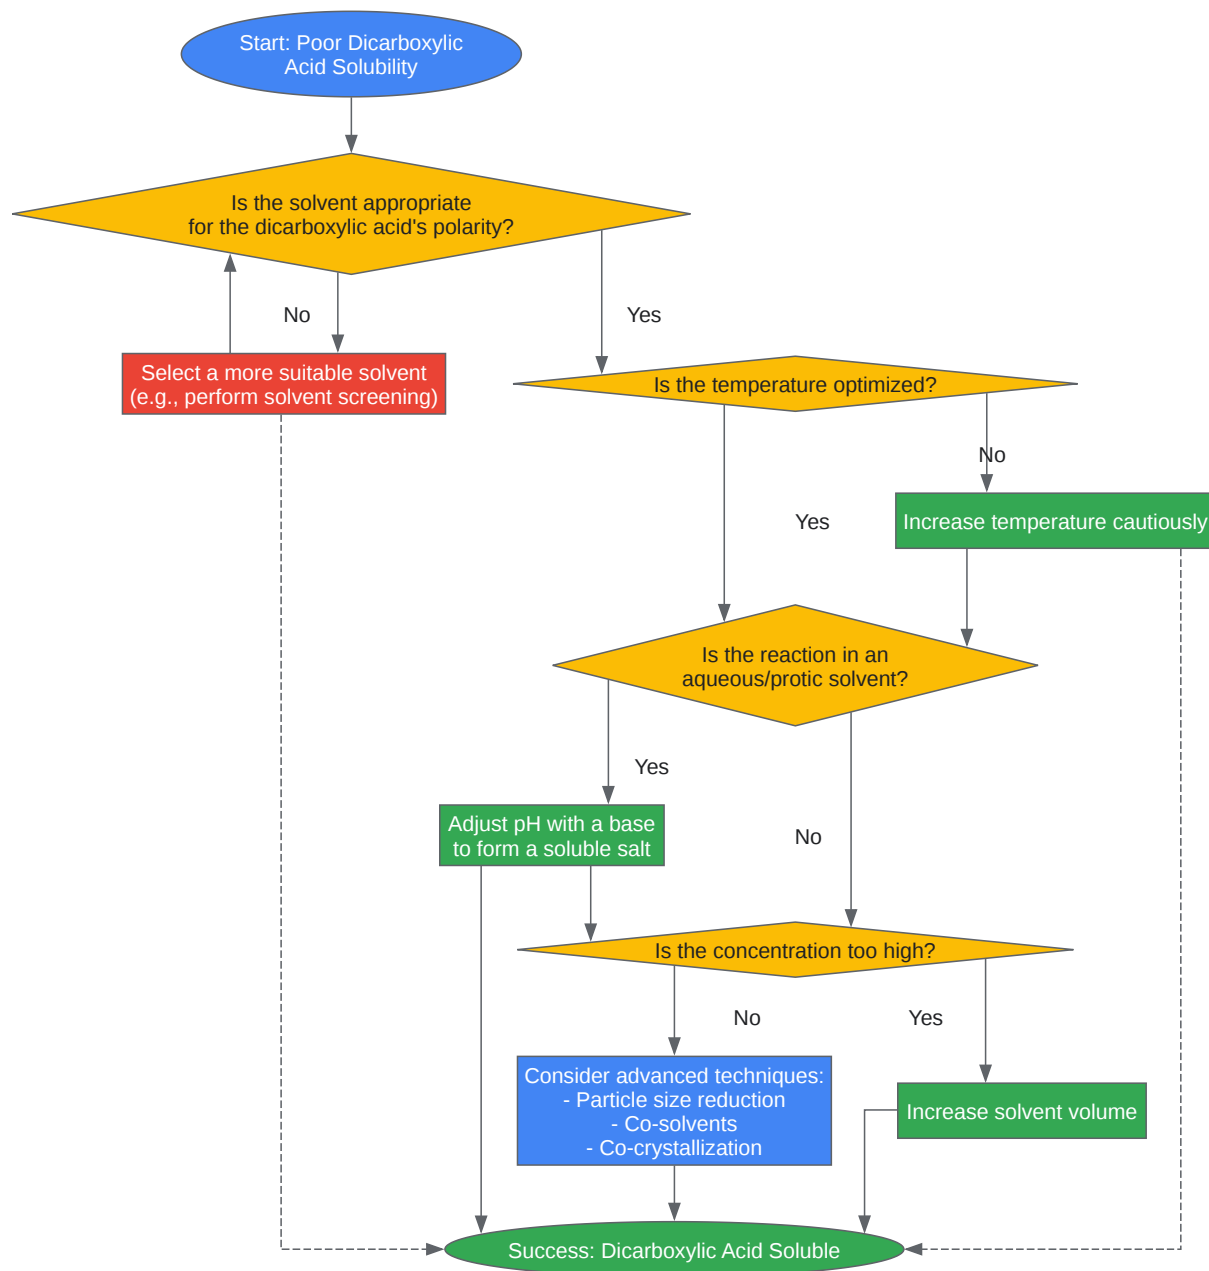 Start: Poor Dicarboxylic
Acid Solubility
Is the solvent appropriate
for the dicarboxylic acid's polarity?
No
Yes
Select a more suitable solvent
(e.g., perform solvent screening)
Is the temperature optimized?
No
Yes
Increase temperature cautiously
Is the reaction in an
aqueous/protic solvent?
Yes
Adjust pH with a base
to form a soluble salt
No
Is the concentration too high?
No
Yes
Consider advanced techniques:
- Particle size reduction
- Co-solvents
- Co-crystallization
Increase solvent volume
Success: Dicarboxylic Acid Soluble